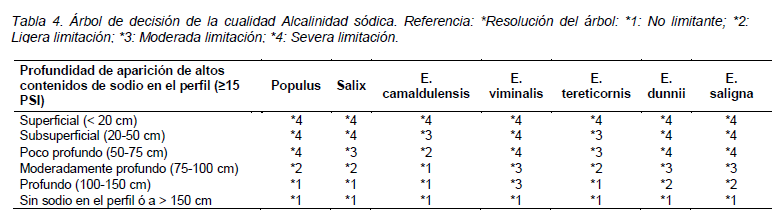 Tabla 4. Árbol de decisión de la cualidad Alcalinidad sódica. Referencia: *Resolución del árbol: *1: No limitante; *2:
Ligera limitación; *3: Moderada limitación; *4: Severa limitación.
Profundidad de aparición de altos contenidos de sodio en el perfil (≥15 PSI) Populus Salix E. camaldulensis E. viminalis E. tereticornis E. dunnii E. saligna
Superficial (< 20 cm) *4 *4 *4 *4 *4 *4 *4
Subsuperficial (20-50 cm) *4 *4 *3 *4 *3 *4 *4
Poco profundo (50-75 cm) *4 *3 *2 *4 *3 *4 *4
Moderadamente profundo (75-100 cm) *2 *2 *1 *3 *2 *3 *3
Profundo (100-150 cm) *1 *1 *1 *3 *1 *2 *2
Sin sodio en el perfil ó a > 150 cm *1 *1 *1 *1 *1 *1 *1